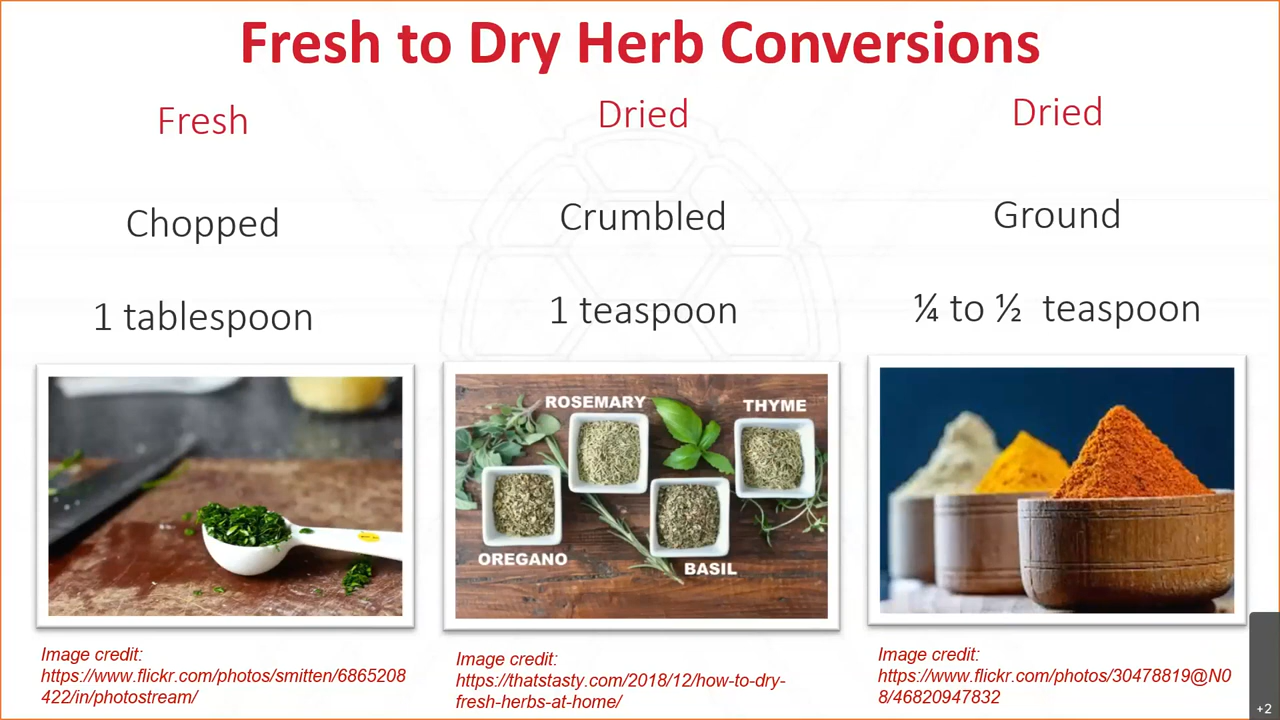 Fresh to Dry Herb Conversions
Fresh
Dried
Dried
Chopped
Crumbled
Ground
1 tablespoon
1 teaspoon
¼ to ½ teaspoon
ROSEMARY
THYME
OREGANO
BASIL
Image credit:
https://www.flickr.com/photos/smitten/6865208
422/in/photostream/
Image credit:
https://thatstasty.com/2018/12/how-to-dry-
fresh-herbs-at-home/
Image credit:
https://www.flickr.com/photos/30478819@N0
8/46820947832
+2